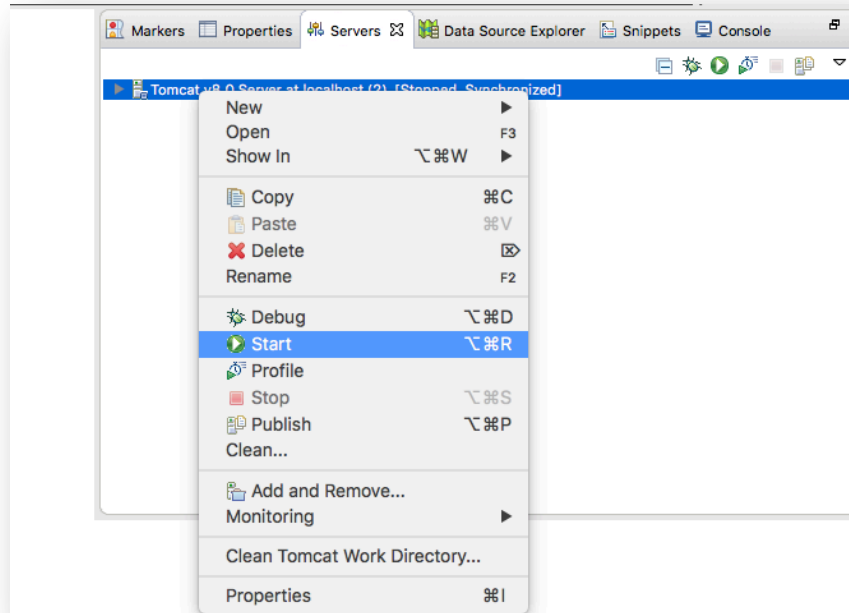 Markers Properties Servers Data Source Explorer Snippets Console
Tomcat v8.0 Server at localhost (2) [Stopped, Synchronized]
New
Open F3
Show In ⌥⌘W
Copy ⌘C
Paste ⌘V
Delete ⌦
Rename F2
Debug ⌥⌘D
Start ⌥⌘R
Profile
Stop ⌥⌘S
Publish ⌥⌘P
Clean...
Add and Remove...
Monitoring
Clean Tomcat Work Directory...
Properties ⌘I